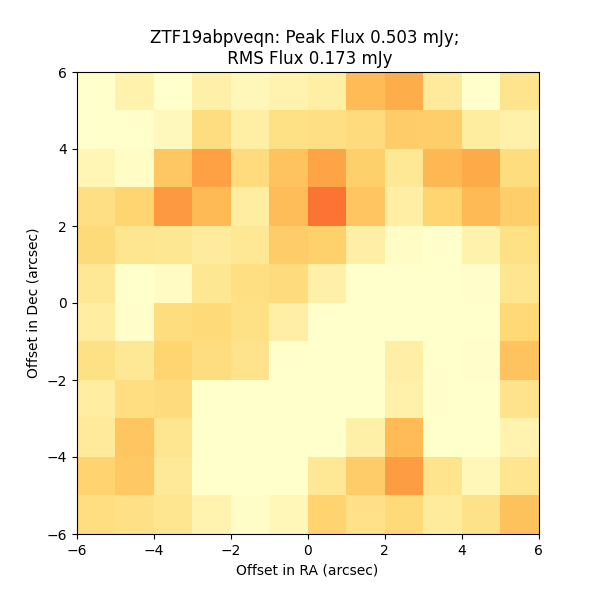 ZTF19abpveqn: Peak Flux 0.503 mJy;
RMS Flux 0.173 mJy
6
4
2
0
−2
−4
−6
Offset in Dec (arcsec)
−6 −4 −2 0 2 4 6
Offset in RA (arcsec)